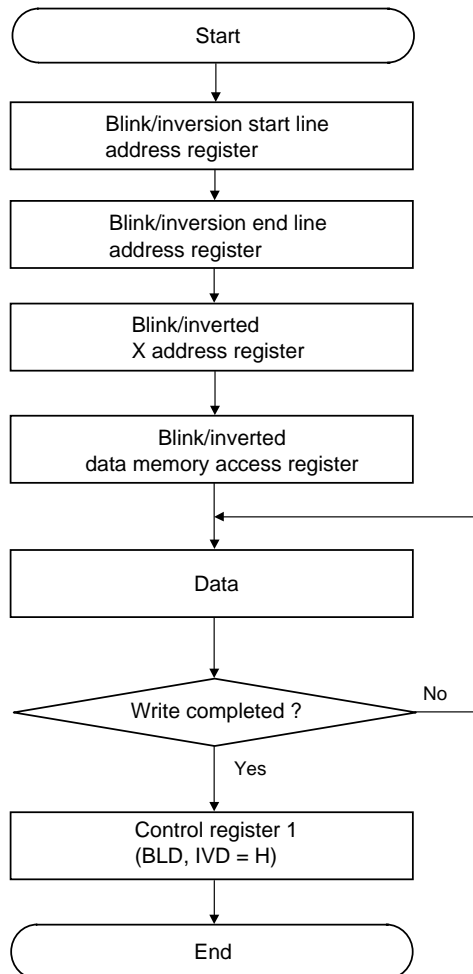 Start
Blink/inversion start line
address register
Blink/inversion end line
address register
Blink/inverted
X address register
Blink/inverted
data memory access register
Data
Write completed ?
No
Yes
Control register 1
(BLD, IVD = H)
End